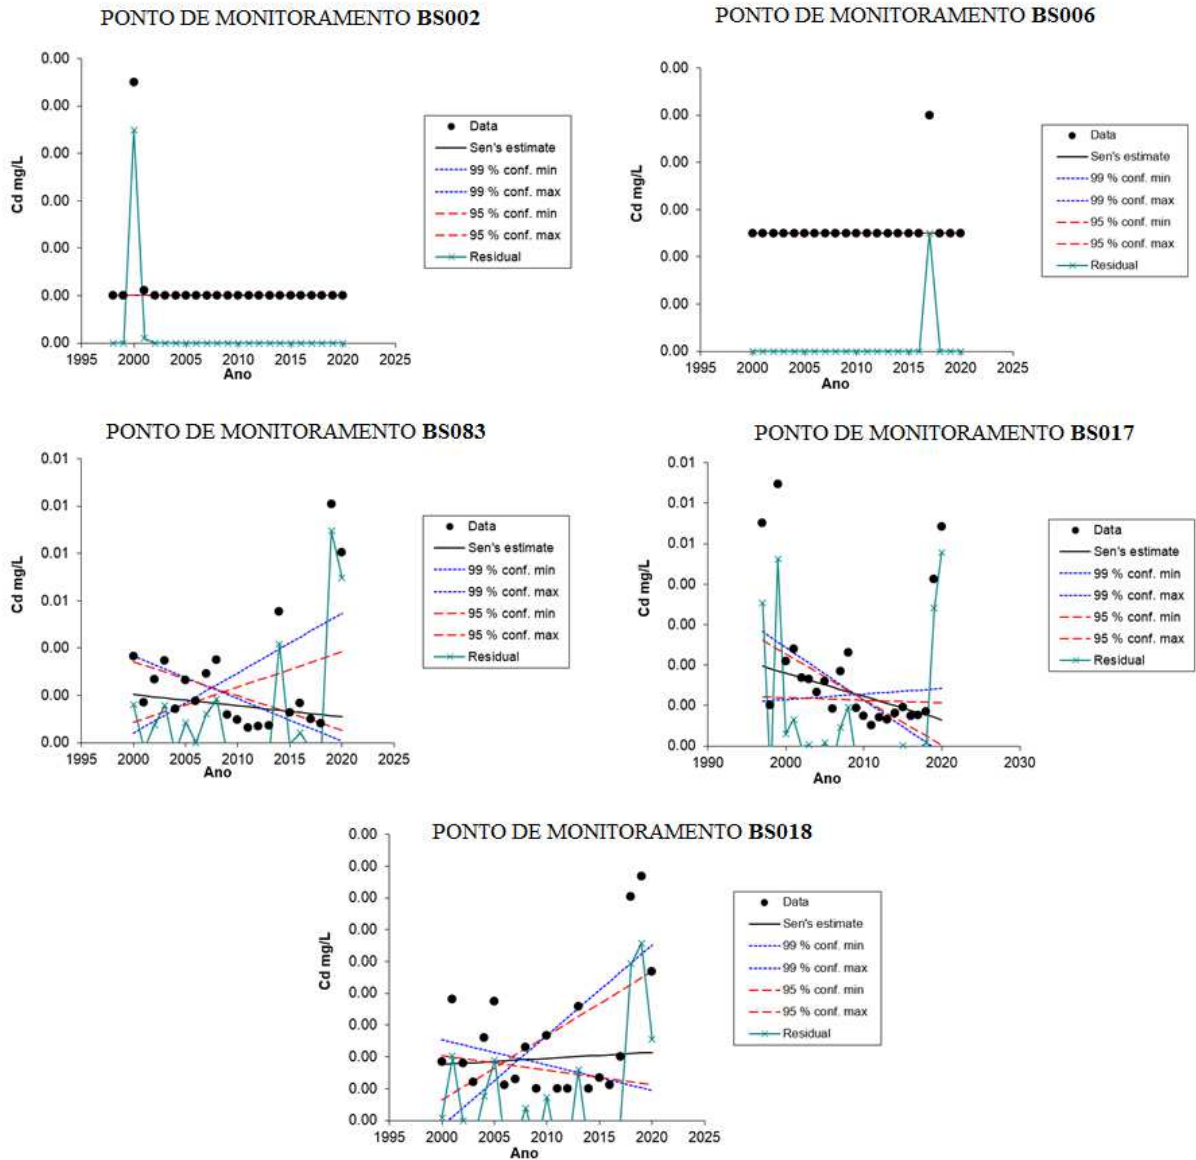 PONTO DE MONITORAMENTO BS002
0.00
0.00
0.00
0.00
0.00
0.00
0.00
Cd mg/L
1995 2000 2005 2010 2015 2020 2025
Ano
Data
Sen's estimate
99 % conf. min
99 % conf. max
95 % conf. min
95 % conf. max
Residual
PONTO DE MONITORAMENTO BS006
0.00
0.00
0.00
0.00
0.00
0.00
0.00
Cd mg/L
1995 2000 2005 2010 2015 2020 2025
Ano
Data
Sen's estimate
99 % conf. min
99 % conf. max
95 % conf. min
95 % conf. max
Residual
PONTO DE MONITORAMENTO BS083
0.01
0.01
0.01
0.01
0.00
0.00
0.00
Cd mg/L
1995 2000 2005 2010 2015 2020 2025
Ano
Data
Sen's estimate
99 % conf. min
99 % conf. max
95 % conf. min
95 % conf. max
Residual
PONTO DE MONITORAMENTO BS017
0.01
0.01
0.01
0.00
0.00
0.00
0.00
0.00
Cd mg/L
1990 2000 2010 2020 2030
Ano
Data
Sen's estimate
99 % conf. min
99 % conf. max
95 % conf. min
95 % conf. max
Residual
PONTO DE MONITORAMENTO BS018
0.00
0.00
0.00
0.00
0.00
0.00
0.00
0.00
0.00
0.00
Cd mg/L
1995 2000 2005 2010 2015 2020 2025
Ano
Data
Sen's estimate
99 % conf. min
99 % conf. max
95 % conf. min
95 % conf. max
Residual